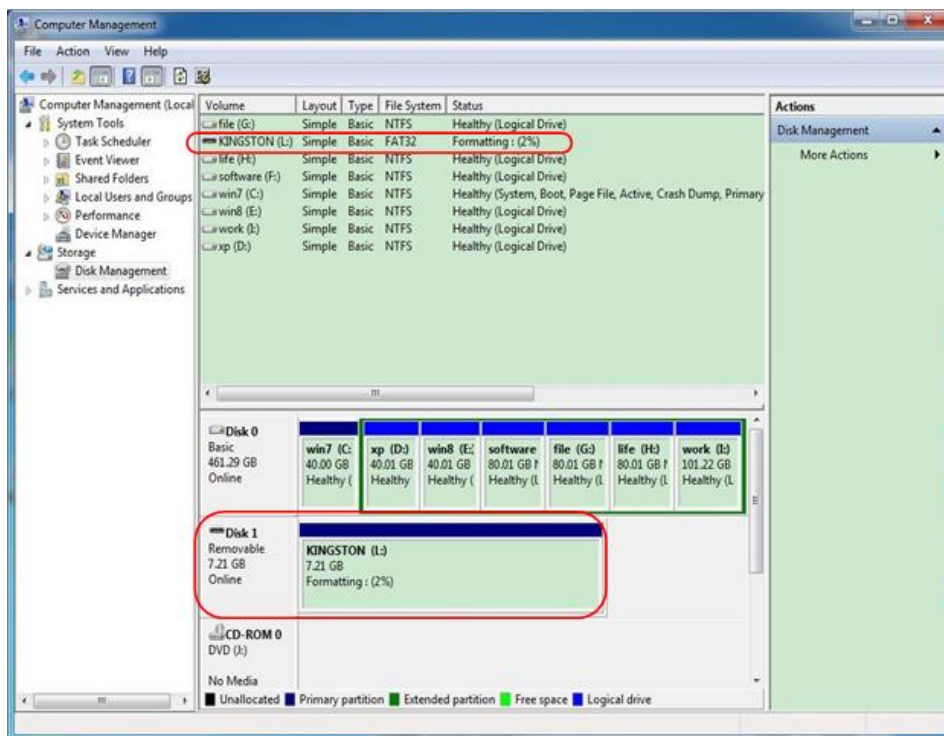 Computer Management
File Action View Help
Computer Management (Local
System Tools
Task Scheduler
Event Viewer
Shared Folders
Local Users and Groups
Performance
Device Manager
Storage
Disk Management
Services and Applications
Volume Layout Type File System Status
file (G:) Simple Basic NTFS Healthy (Logical Drive)
KINGSTON (L:) Simple Basic FAT32 Formatting : (2%)
life (H:) Simple Basic NTFS Healthy (Logical Drive)
software (F:) Simple Basic NTFS Healthy (Logical Drive)
win7 (C:) Simple Basic NTFS Healthy (System, Boot, Page File, Active, Crash Dump, Primary
win8 (E:) Simple Basic NTFS Healthy (Logical Drive)
work (I:) Simple Basic NTFS Healthy (Logical Drive)
xp (D:) Simple Basic NTFS Healthy (Logical Drive)
Actions
Disk Management
More Actions
Disk 0
Basic
461.29 GB
Online
win7 (C:
40.00 GB
Healthy (
xp (D:)
40.01 GB
Healthy
win8 (E:
40.01 GB
Healthy (
software
80.01 GB
Healthy (L
file (G:)
80.01 GB
Healthy (L
life (H:)
80.01 GB
Healthy (L
work (I:)
101.22 GB
Healthy (L
Disk 1
Removable
7.21 GB
Online
KINGSTON (L:)
7.21 GB
Formatting : (2%)
CD-ROM 0
DVD (J:)
No Media
Unallocated Primary partition Extended partition Free space Logical drive